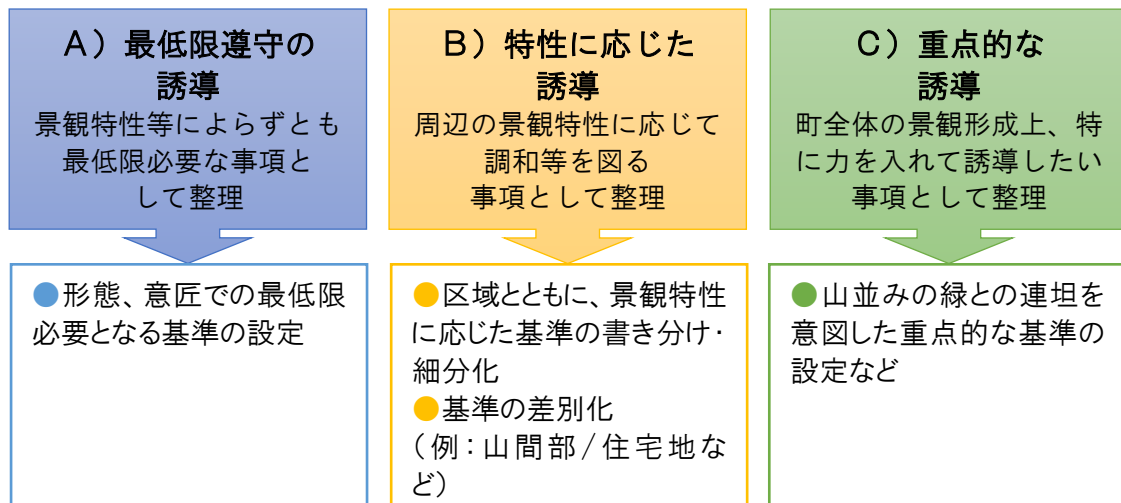 A）最低限遵守の
誘導
景観特性等によらずとも
最低限必要な事項と
して整理
●形態、意匠での最低限
必要となる基準の設定
B）特性に応じた
誘導
周辺の景観特性に応じて
調和等を図る
事項として整理
●区域とともに、景観特性
に応じた基準の書き分け・
細分化
●基準の差別化
（例：山間部/住宅地な
ど）
C）重点的な
誘導
町全体の景観形成上、特
に力を入れて誘導したい
事項として整理
●山並みの緑との連坦を
意図した重点的な基準の
設定など